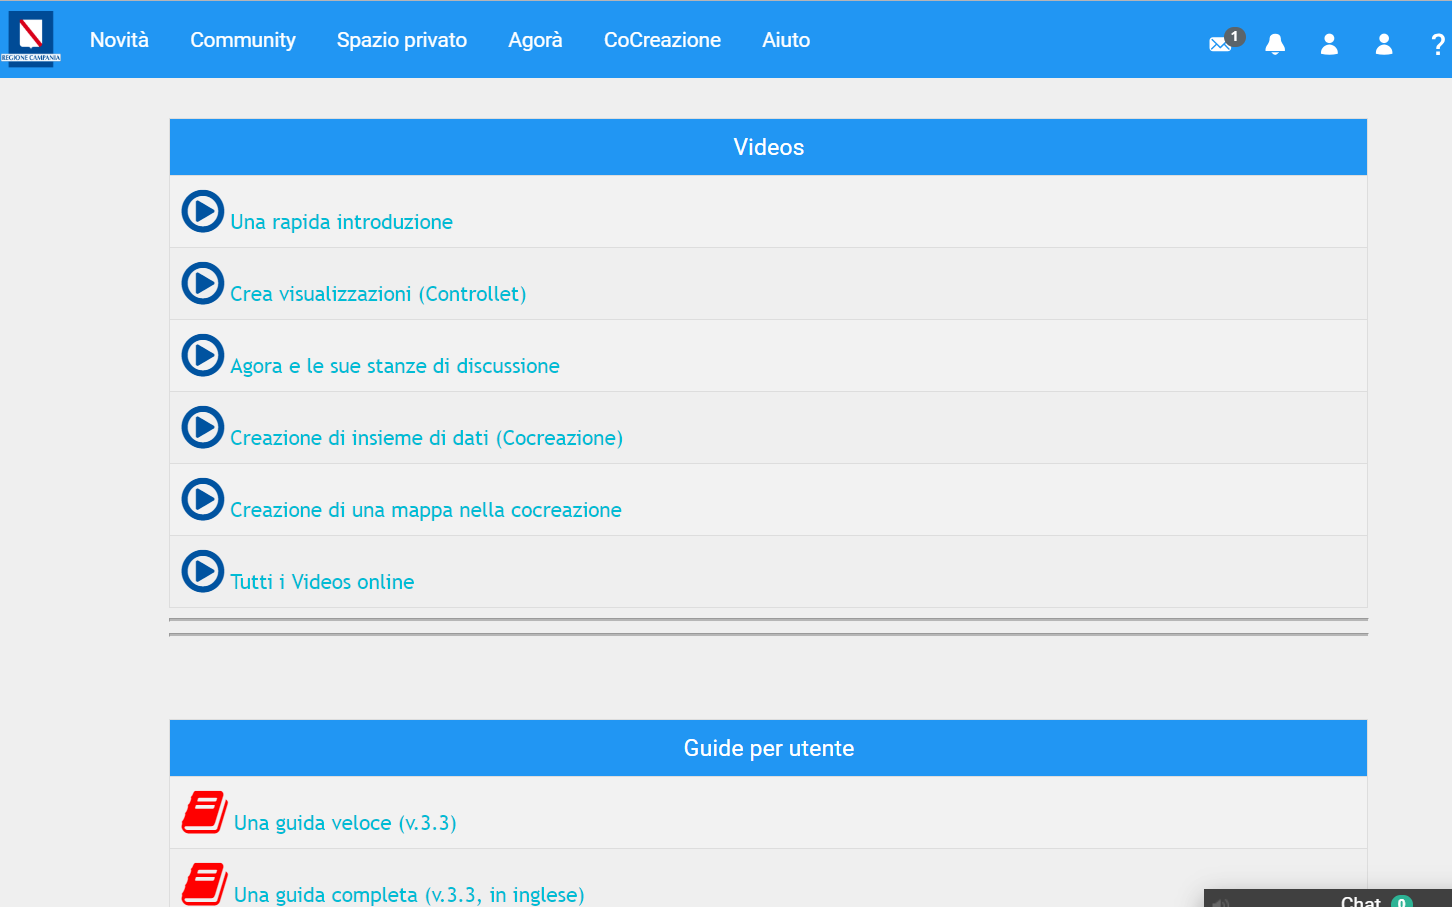 REGIONE CAMPANIA
Novità Community Spazio privato Agorà CoCreazione Aiuto 1 ?
Videos
Una rapida introduzione
Crea visualizzazioni (Controllet)
Agora e le sue stanze di discussione
Creazione di insieme di dati (Cocreazione)
Creazione di una mappa nella cocreazione
Tutti i Videos online
Guide per utente
Una guida veloce (v.3.3)
Una guida completa (v.3.3, in inglese)
Chat 0